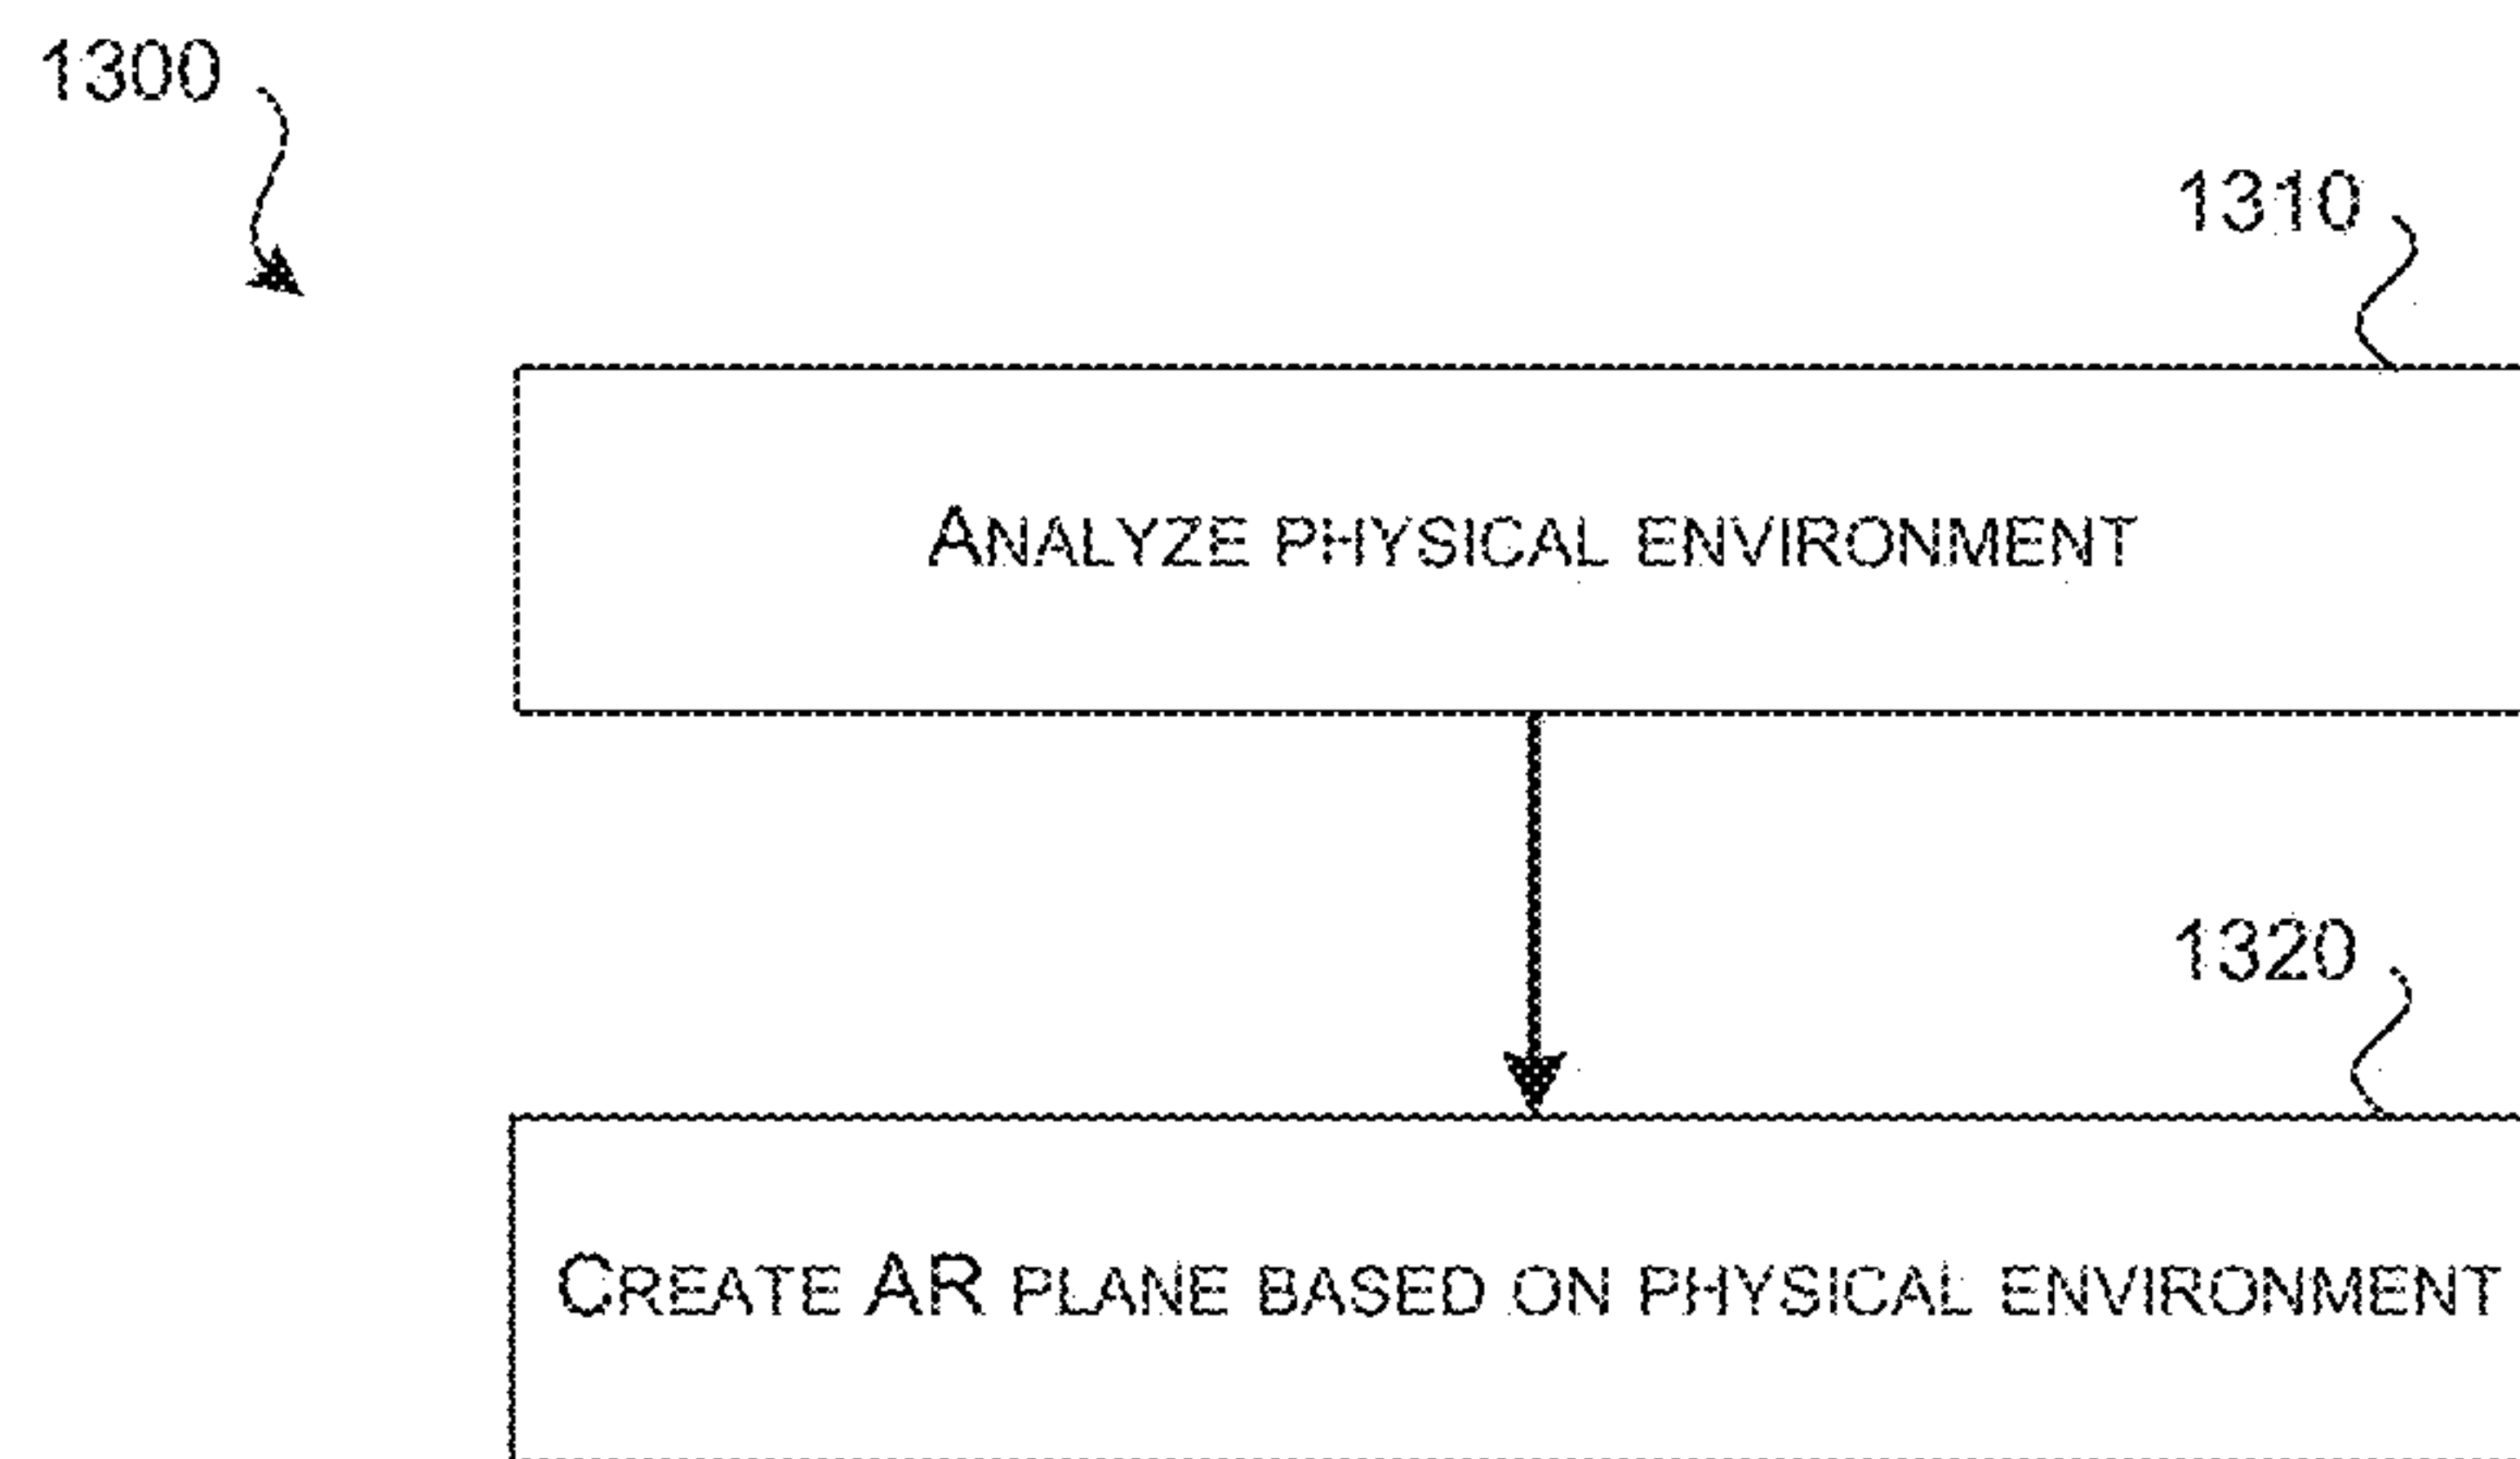 1300
1310
ANALYZE PHYSICAL ENVIRONMENT
1320
CREATE AR PLANE BASED ON PHYSICAL ENVIRONMENT